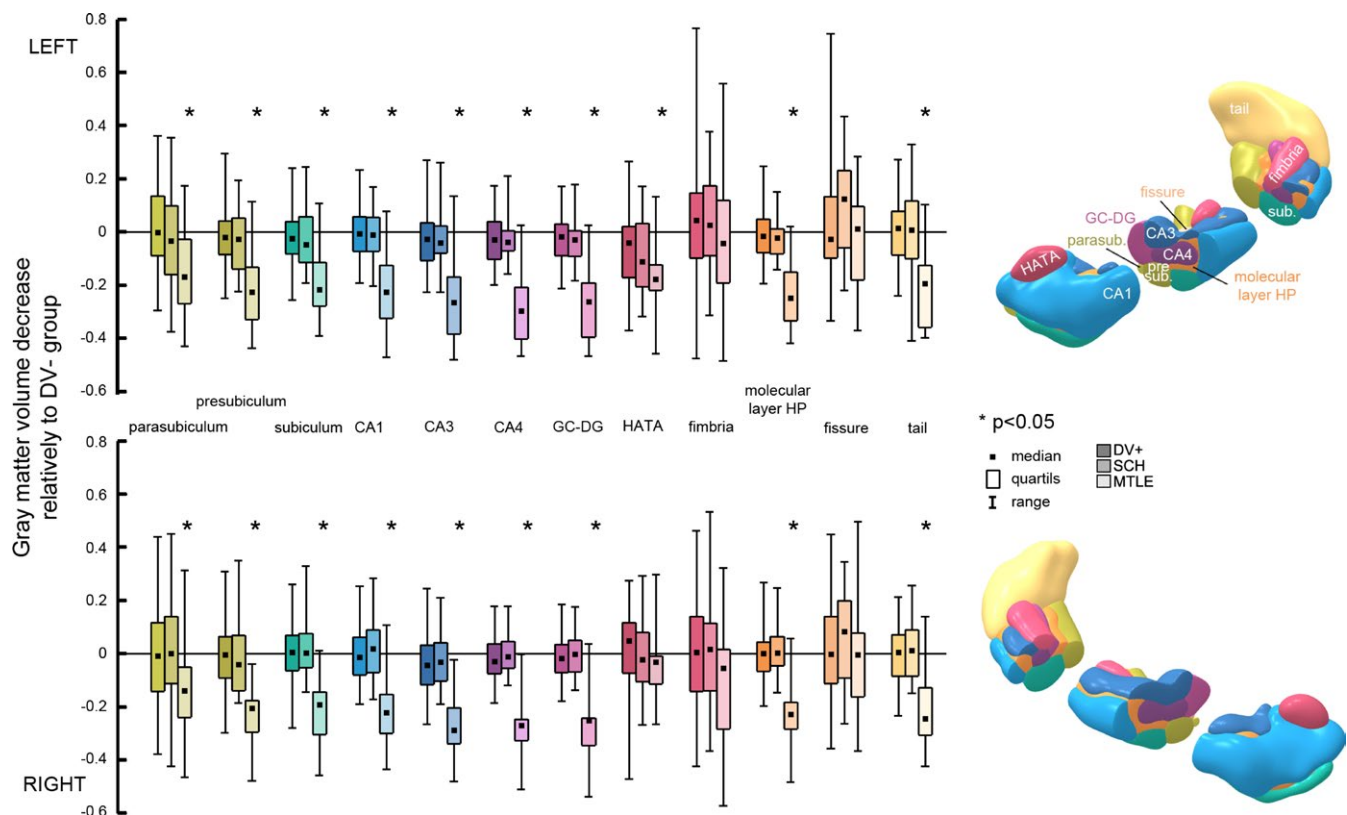 LEFT
0.8
0.6
0.4
0.2
0
-0.2
-0.4
-0.6
* * * * * * * * * *
Gray matter volume decrease
relatively to DV- group
parasubiculum
presubiculum
subiculum
CA1
CA3
CA4
GC-DG
HATA
fimbria
molecular
layer HP
fissure
tail
0.8
0.6
0.4
0.2
0
-0.2
-0.4
-0.6
* * * * * * * * *
RIGHT
tail
fimbria
sub.
fissure
GC-DG
CA3
parasub.
CA4
pre
sub.
HATA
CA1
molecular
layer HP
* p<0.05
median
quartils
range
DV+
SCH
MTLE